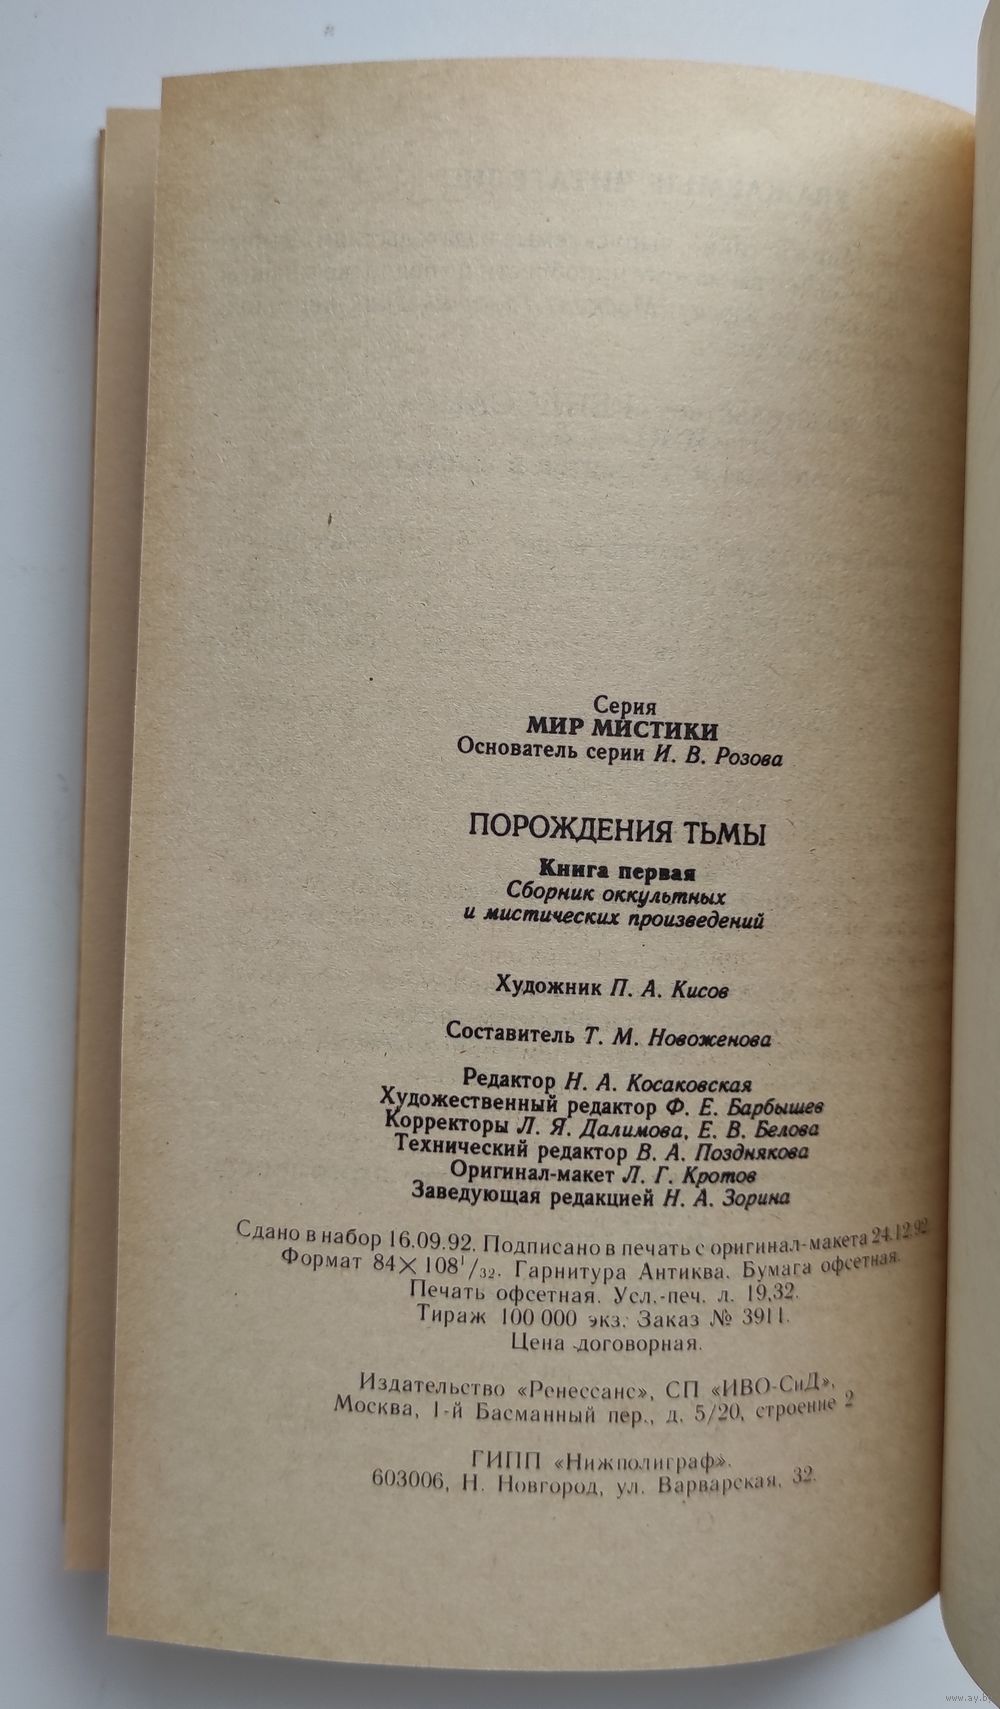 Серия
МИР МИСТИКИ
Основатель серии И. В. Розова
ПОРОЖДЕНИЯ ТЬМЫ
Книга первая
Сборник оккультных
и мистических произведений
Художник П. А. Кисов
Составитель Т. М. Новоженова
Редактор Н. А. Косаковская
Художественный редактор Ф. Е. Барбышев
Корректоры Л. Я. Далимова, Е. В. Белова
Технический редактор В. А. Позднякова
Оригинал-макет Л. Г. Кротов
Заведующая редакцией Н. А. Зорина
Сдано в набор 16.09.92. Подписано в печать с оригинал-макета 24.12.92
Формат 84×108¹/₃₂. Гарнитура Антиква. Бумага офсетная.
Печать офсетная. Усл.-печ. л. 19,32.
Тираж 100 000 экз. Заказ № 3911.
Цена договорная.
Издательство «Ренессанс», СП «ИВО-СиД».
Москва, 1-й Басманный пер., д. 5/20, строение 2
ГИПП «Нижполиграф».
603006, Н. Новгород, ул. Варварская, 32.